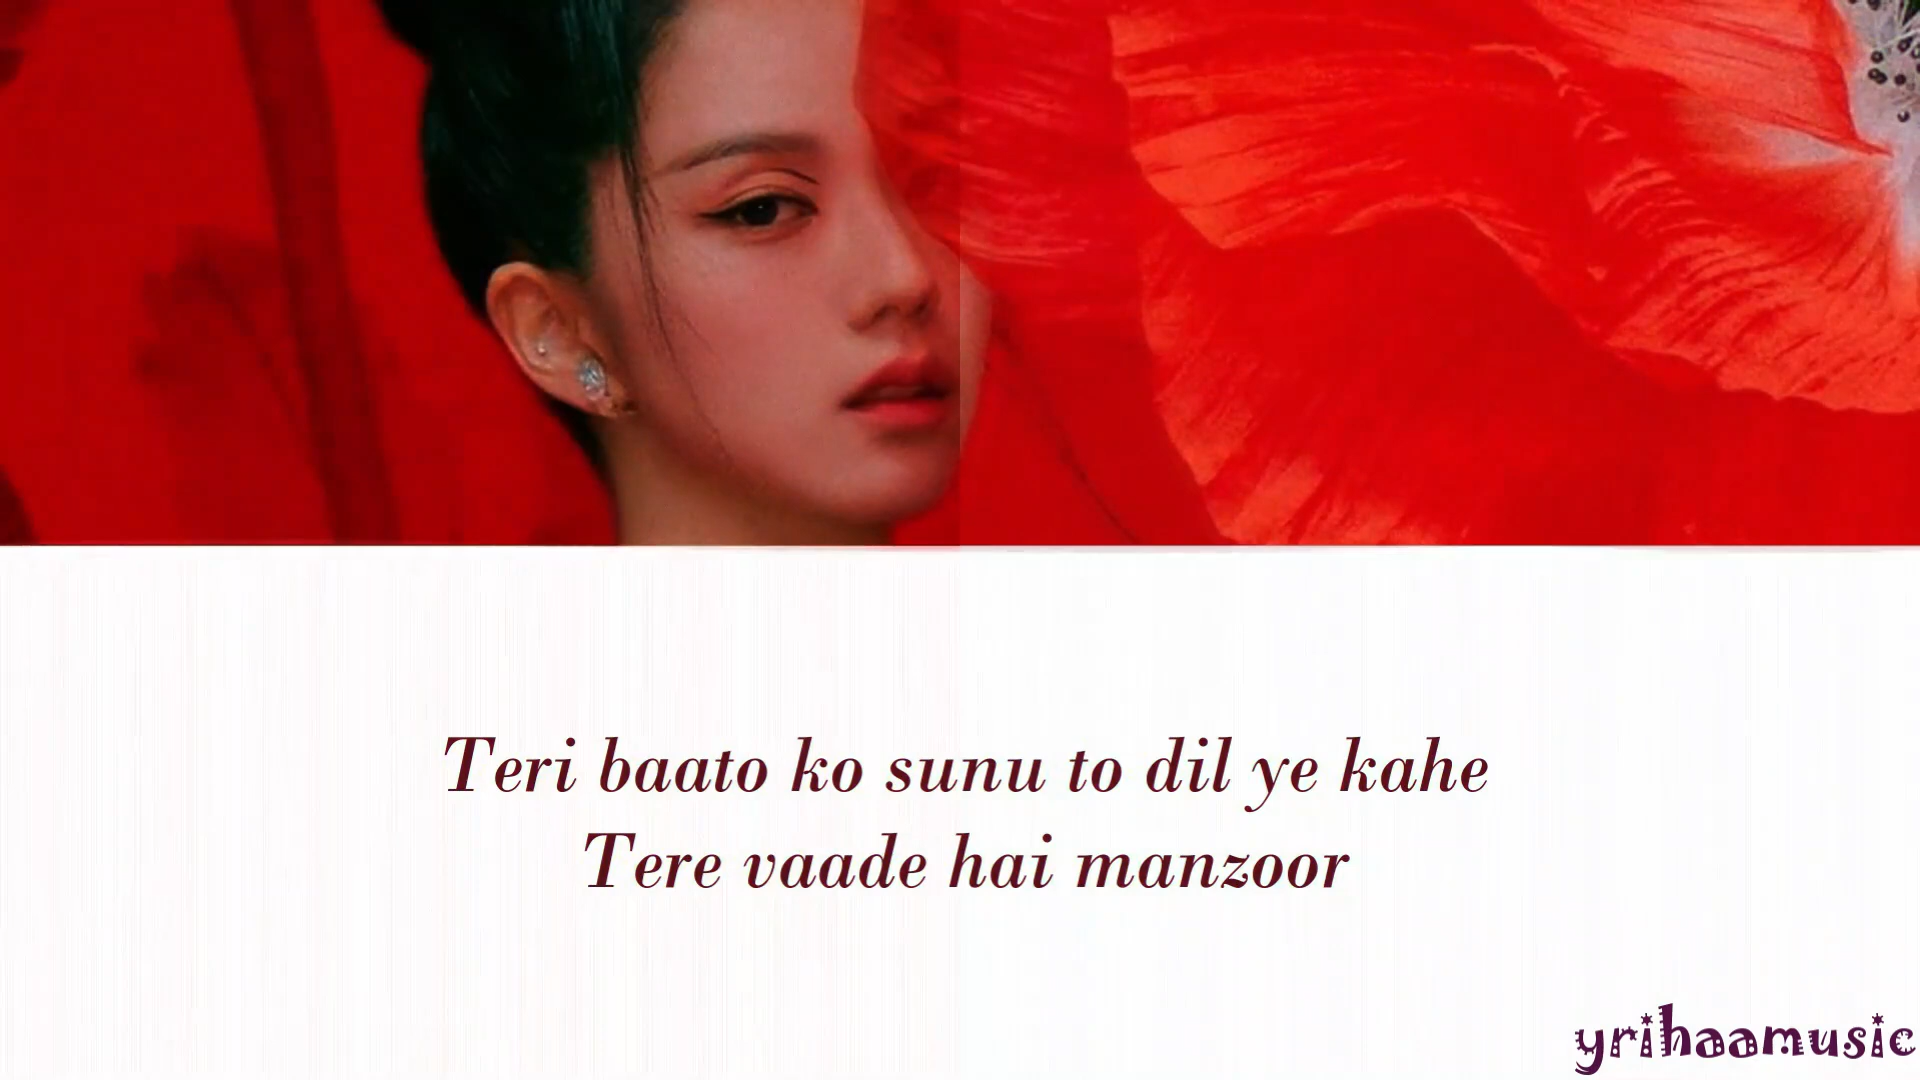 Teri baato ko sunu to dil ye kahe
Tere vaade hai manzoor
yrihaamusic